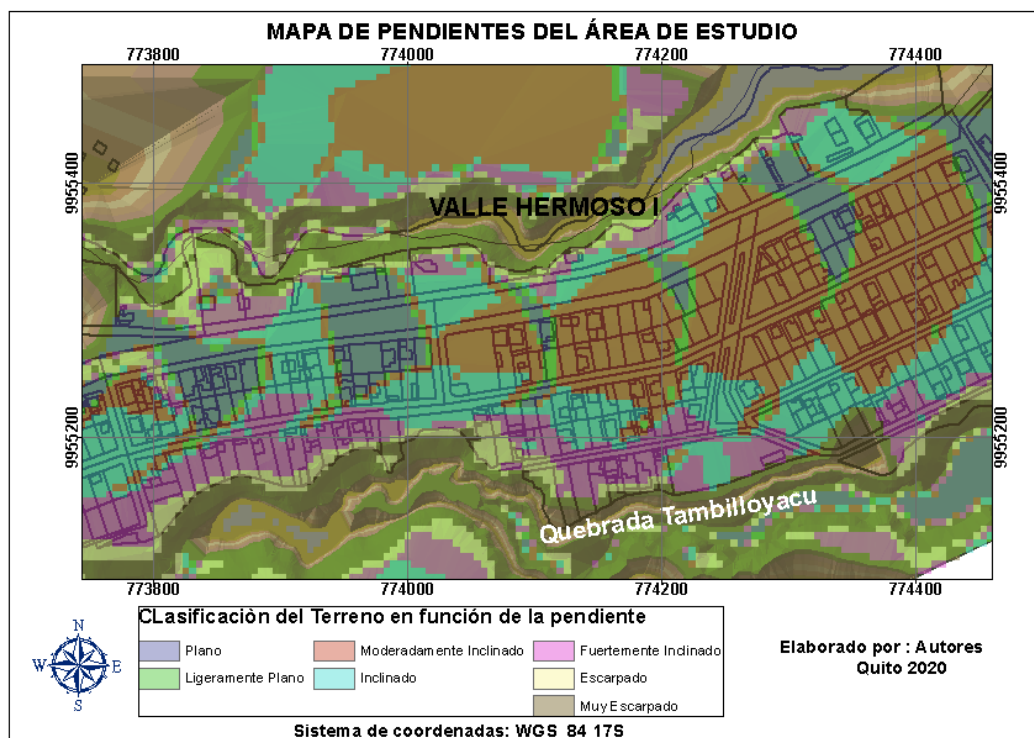 MAPA DE PENDIENTES DEL ÁREA DE ESTUDIO
773800 774000 774200 774400
9955400 9955400
VALLE HERMOSO I
9955200 9955200
Quebrada Tambilloyacu
773800 774000 774200 774400
CLasificaciòn del Terreno en función de la pendiente
Plano Moderadamente Inclinado Fuertemente Inclinado
Ligeramente Plano Inclinado Escarpado
Muy Escarpado
N
W E
S
Elaborado por : Autores
Quito 2020
Sistema de coordenadas: WGS 84 17S